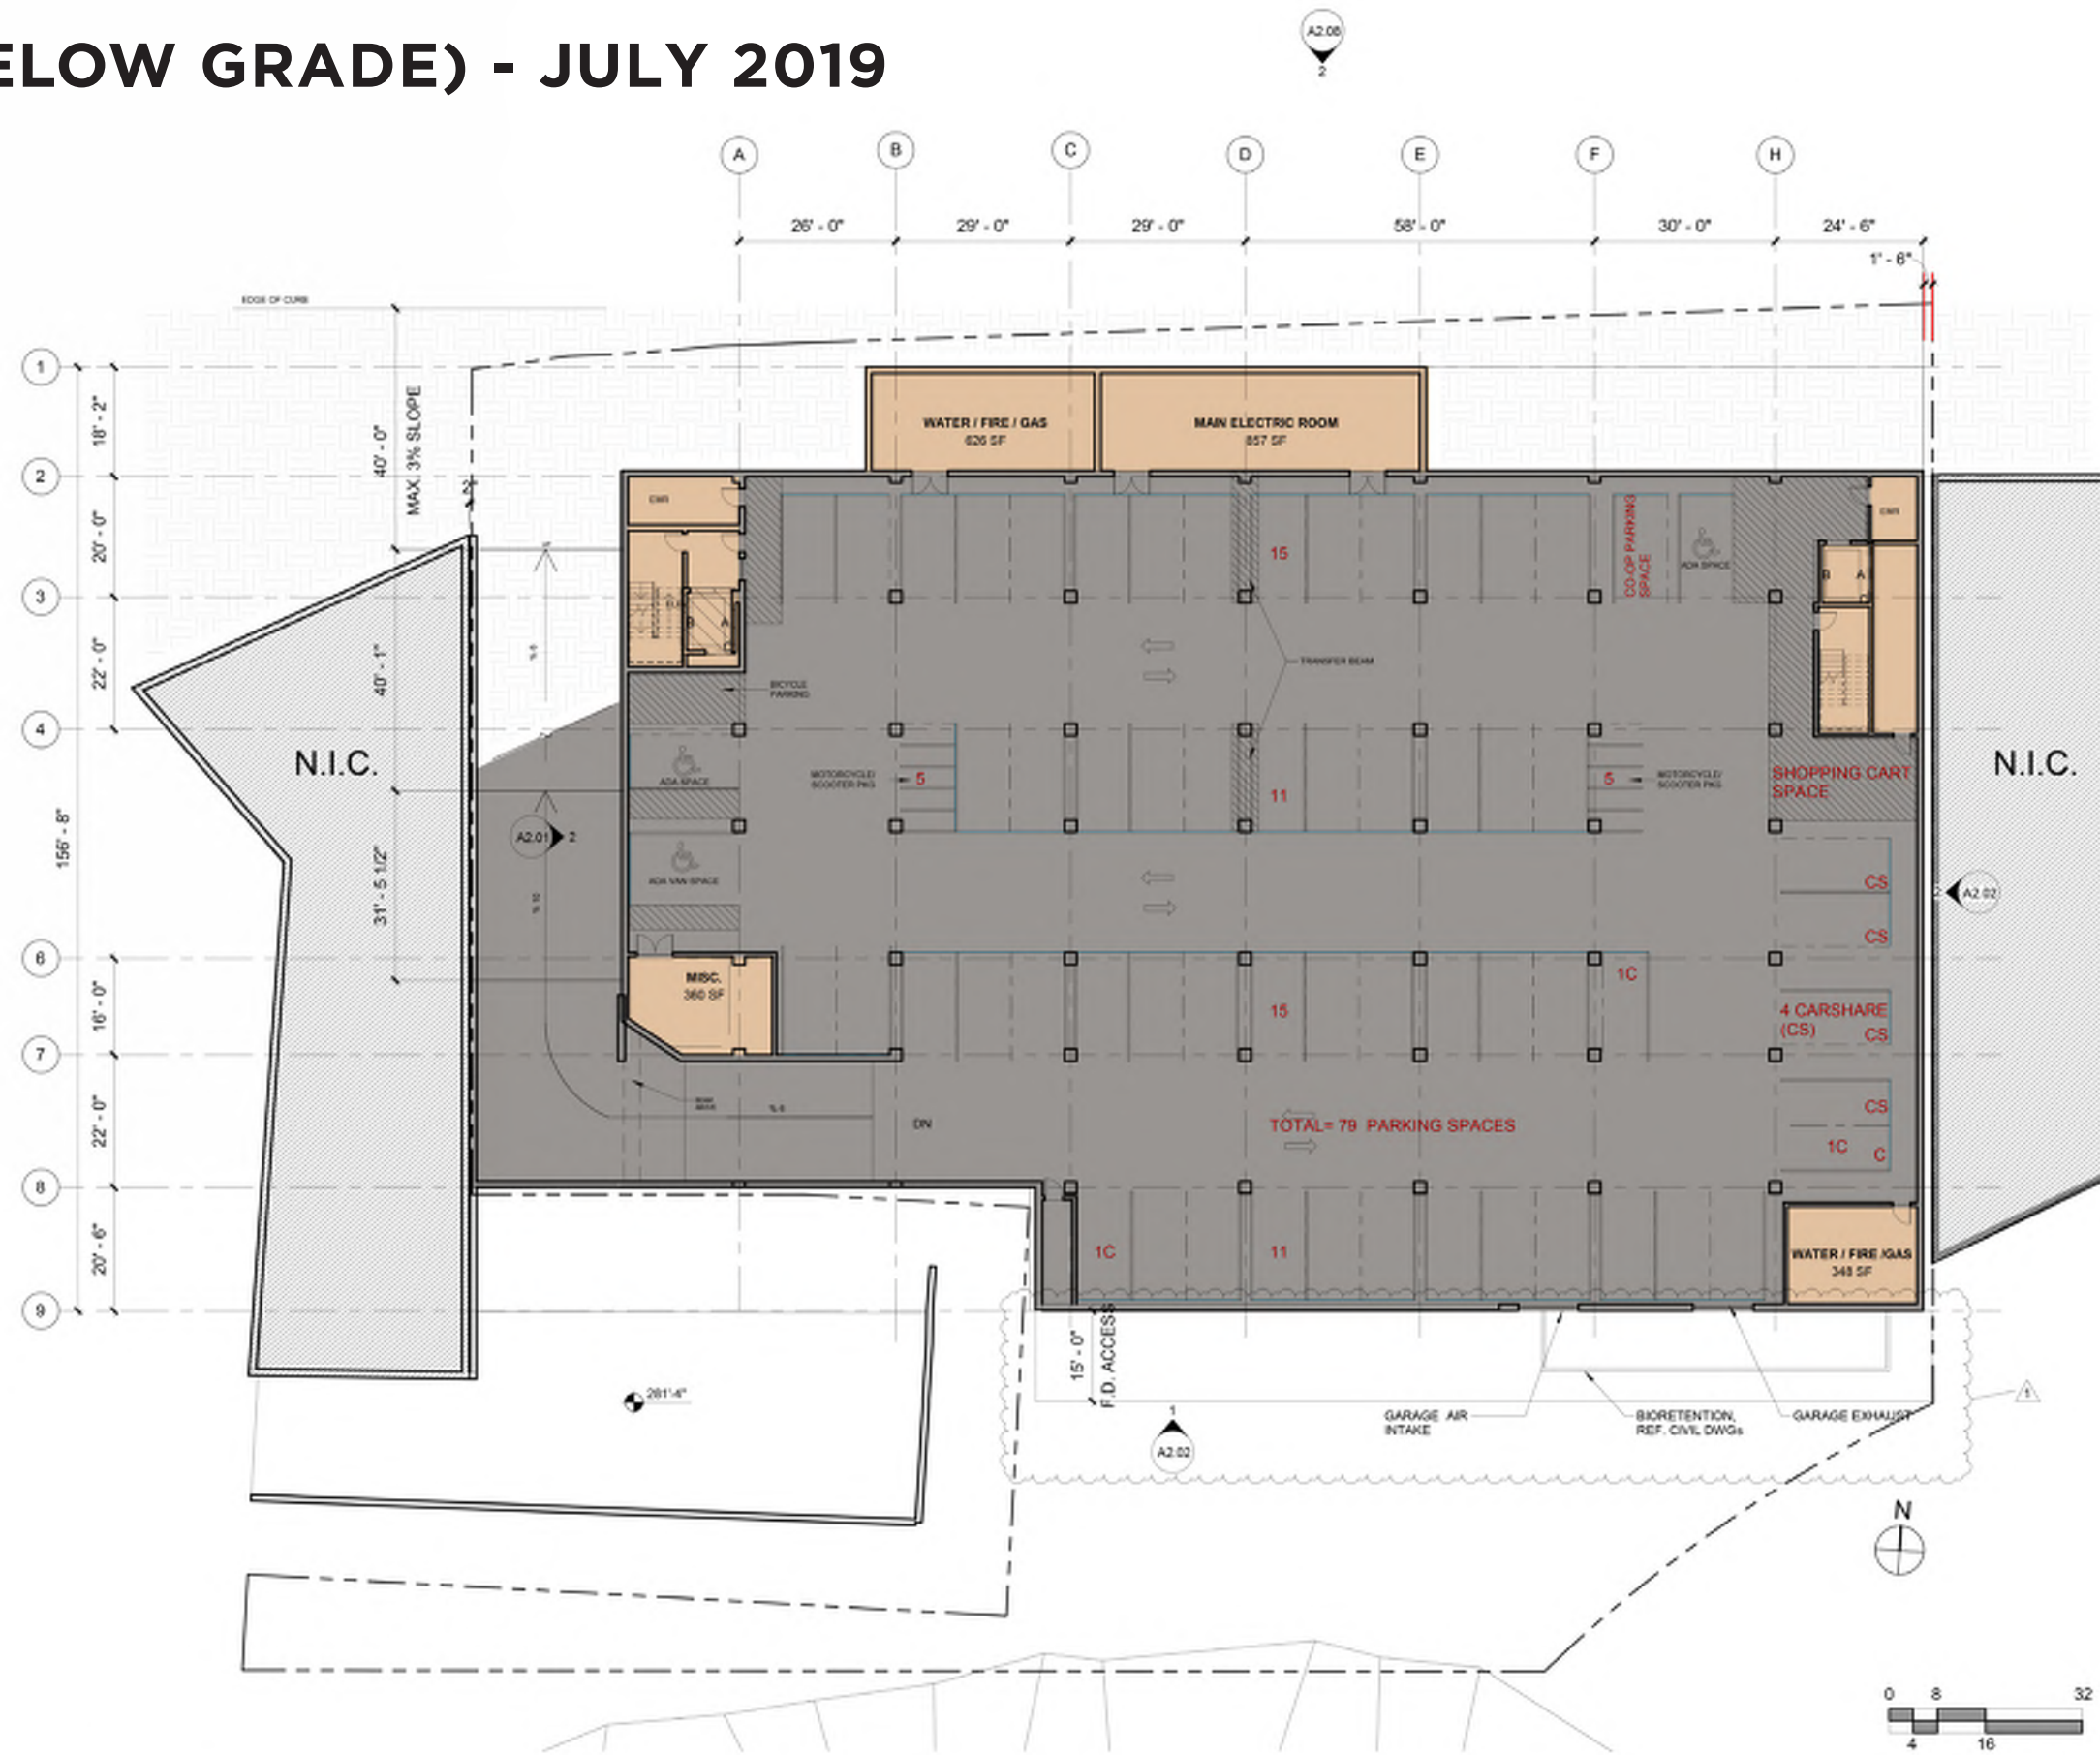 ELOW GRADE) - JULY 2019
A2.08
2
A
B
C
D
E
F
H
26' - 0"
29' - 0"
29' - 0"
58' - 0"
30' - 0"
24' - 6"
1' - 6"
EDGE OF CURB
1
2
3
4
6
7
8
9
18' - 2"
20' - 0"
22' - 0"
156' - 8"
16' - 0"
22' - 0"
20' - 6"
40' - 0"
MAX. 3% SLOPE
40' - 1"
31' - 5 1/2"
WATER / FIRE / GAS
626 SF
MAIN ELECTRIC ROOM
857 SF
15
CO-OP PARKING
SPACE
ADA SPACE
B
A
B
A
TRANSFER BEAM
BICYCLE
PARKING
N.I.C.
N.I.C.
ADA SPACE
MOTORCYCLE/
SCOOTER PKG
5
11
5
MOTORCYCLE/
SCOOTER PKG
SHOPPING CART
SPACE
A2.01
2
ADA VAN SPACE
CS
CS
2
A2.02
MISC.
360 SF
15
1C
4 CARSHARE
(CS)
CS
DN
TOTAL= 79 PARKING SPACES
CS
1C
C
1C
11
WATER / FIRE /GAS
348 SF
15' - 0"
F.D. ACCESS
281'-4"
1
A2.02
GARAGE AIR
INTAKE
BIORETENTION,
REF. CIVIL DWGs
GARAGE EXHAUST
1
N
0
8
32
4
16